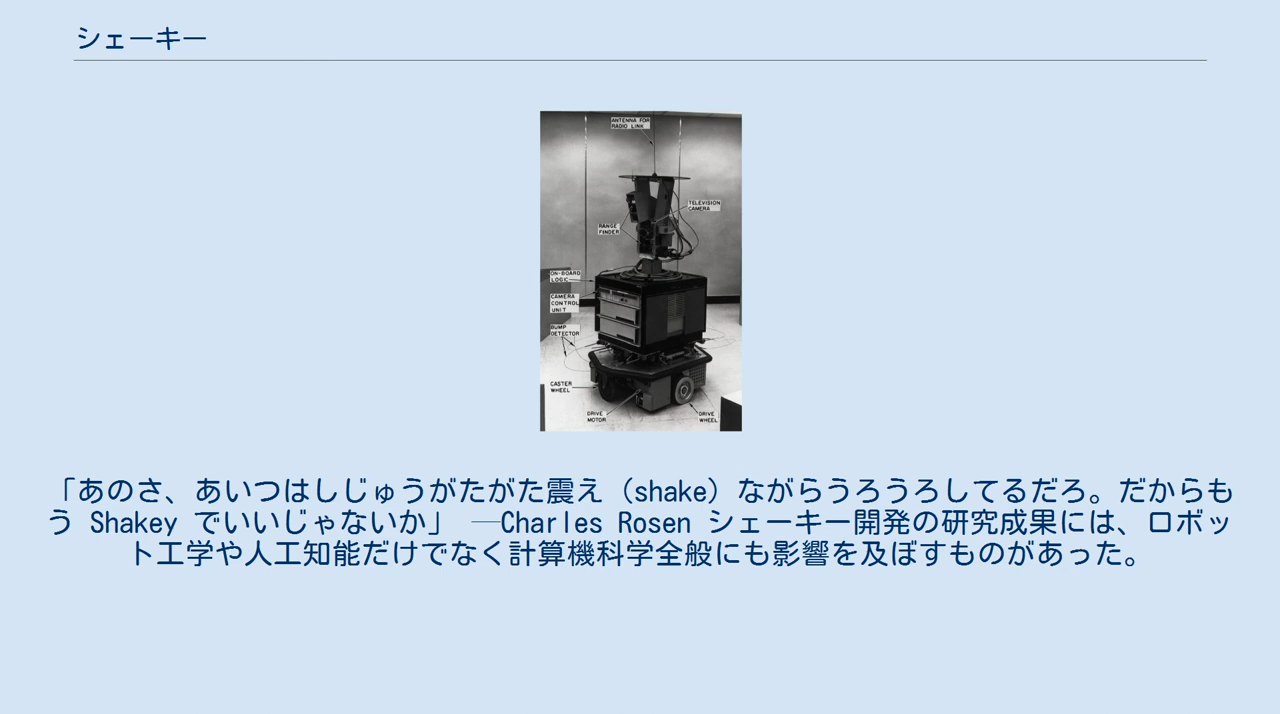 シェーキー
ANTENNA FOR
RADIO LINK
TELEVISION
CAMERA
RANGE
FINDER
ON-BOARD
LOGIC
CAMERA
CONTROL
UNIT
BUMP
DETECTOR
CASTER
WHEEL
DRIVE
MOTOR
DRIVE
WHEEL
「あのさ、あいつはしじゅうがたがた震え（shake）ながらうろうろしてるだろ。だからも
う Shakey でいいじゃないか」 ─Charles Rosen シェーキー開発の研究成果には、ロボッ
ト工学や人工知能だけでなく計算機科学全般にも影響を及ぼすものがあった。